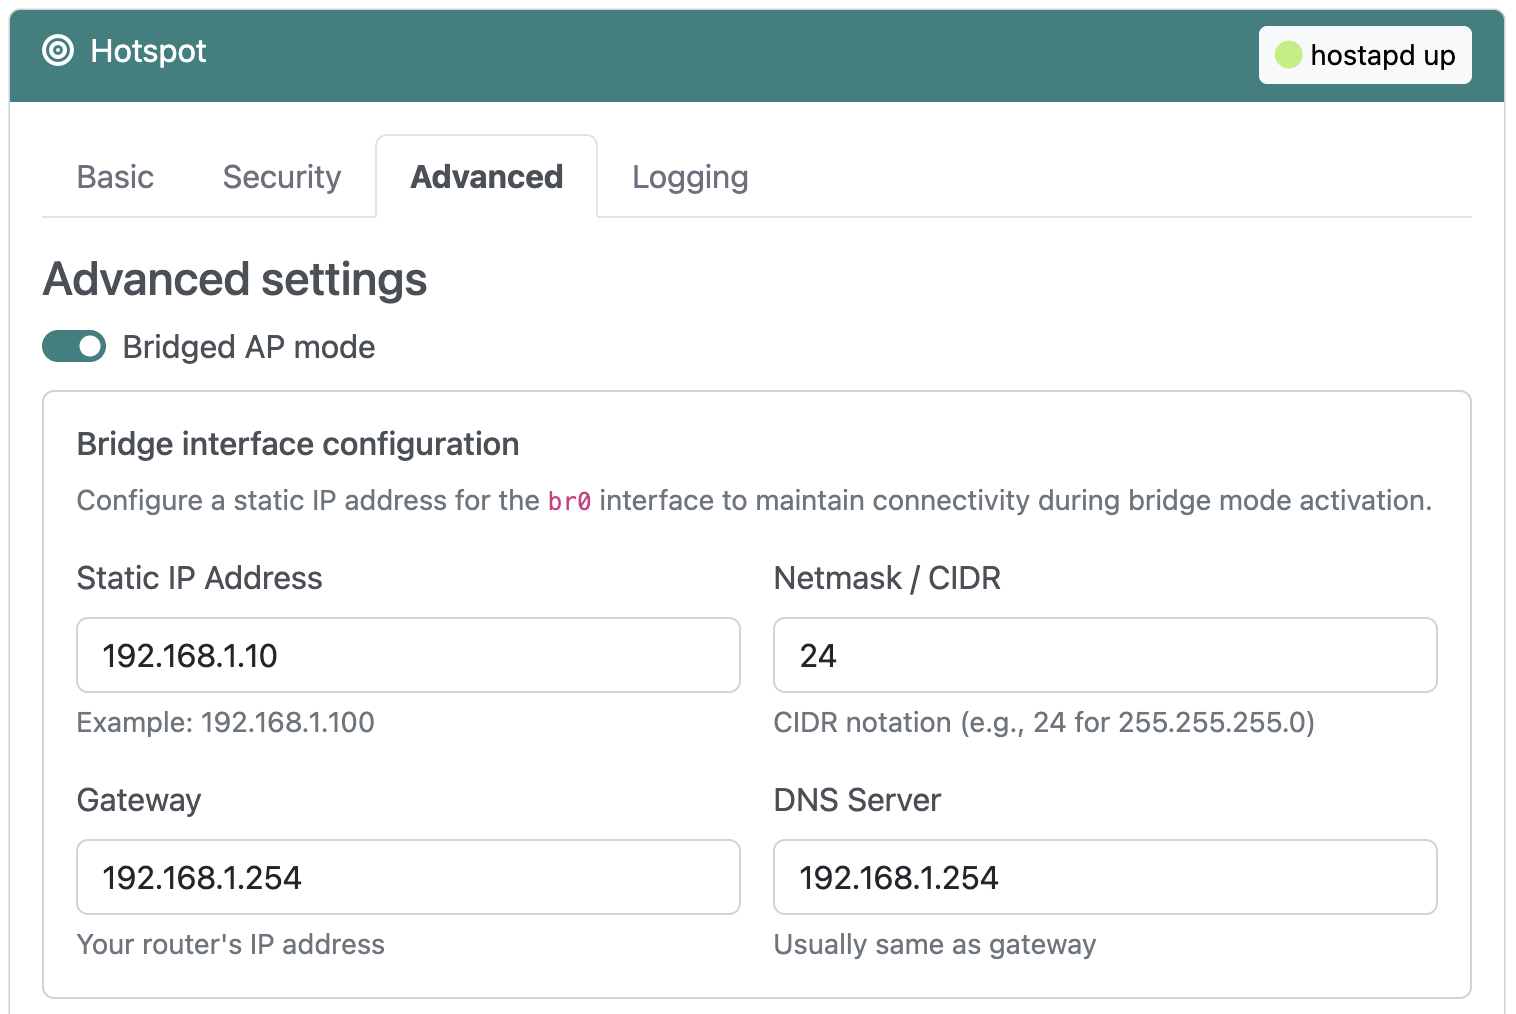 Hotspot
hostapd up
Basic
Security
Advanced
Logging
Advanced settings
Bridged AP mode
Bridge interface configuration
Configure a static IP address for the br0 interface to maintain connectivity during bridge mode activation.
Static IP Address
Netmask / CIDR
192.168.1.10
24
Example: 192.168.1.100
CIDR notation (e.g., 24 for 255.255.255.0)
Gateway
DNS Server
192.168.1.254
192.168.1.254
Your router's IP address
Usually same as gateway